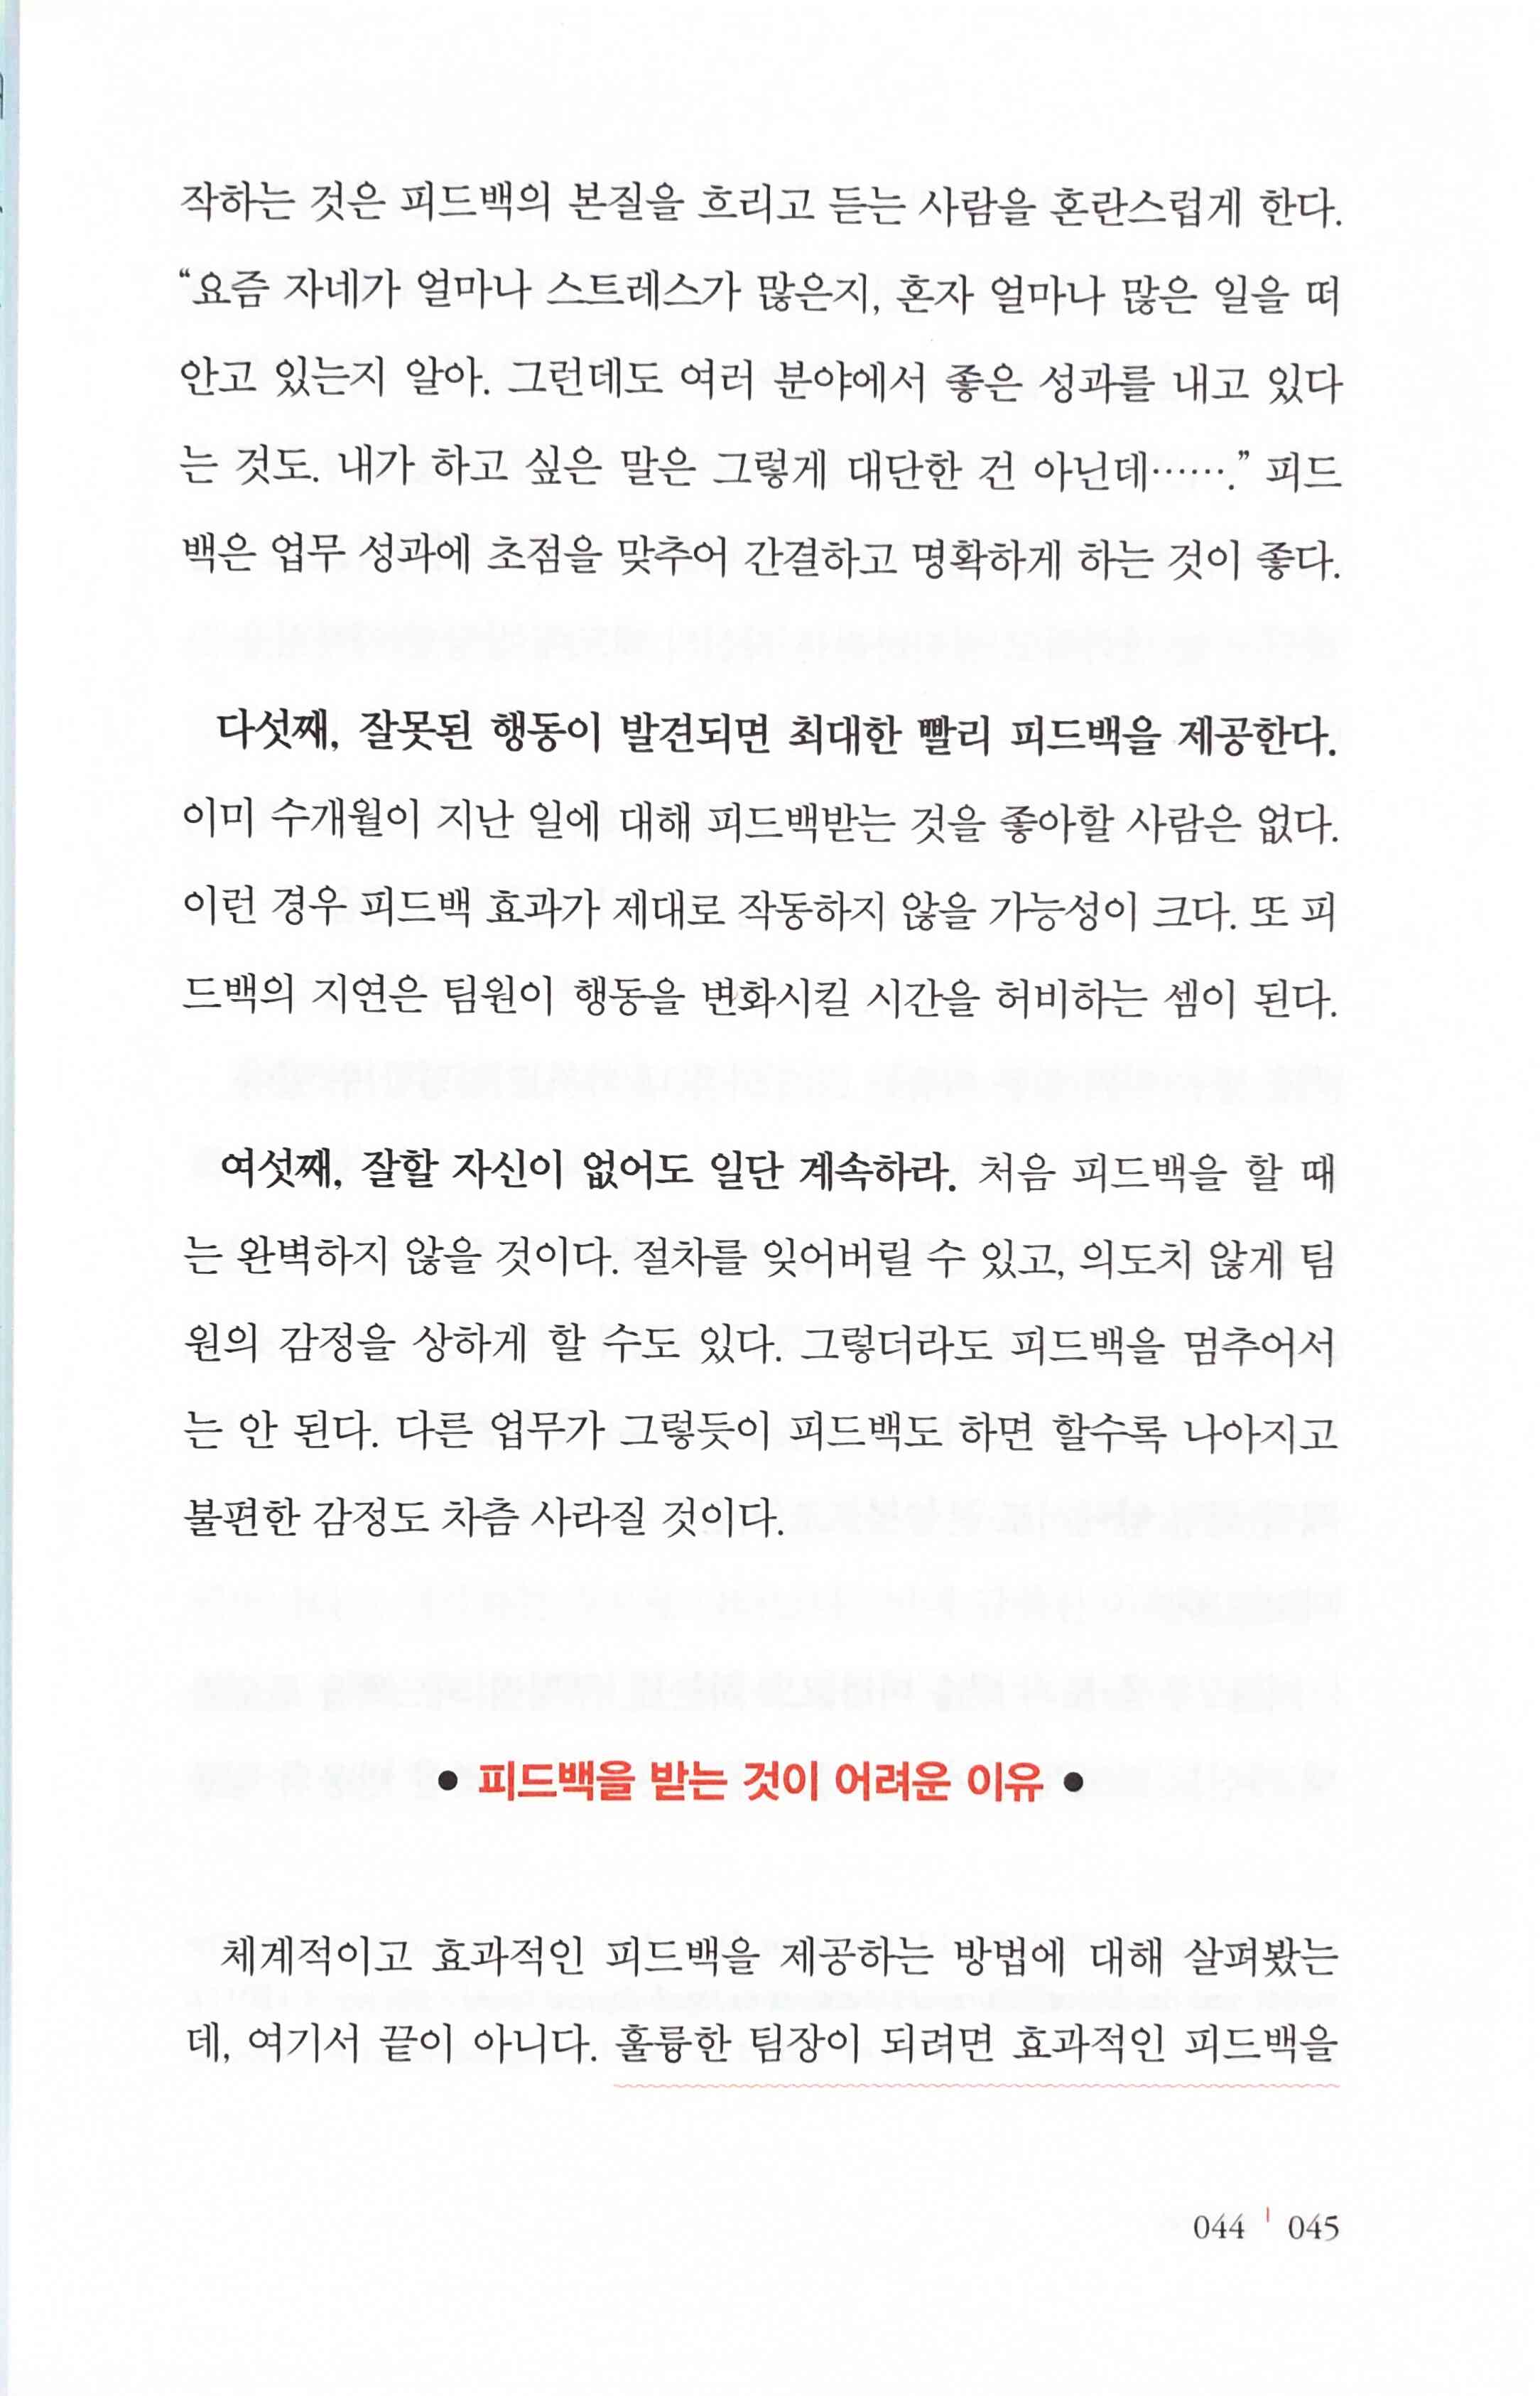 작하는 것은 피드백의 본질을 흐리고 듣는 사람을 혼란스럽게 한다.
“요즘 자네가 얼마나 스트레스가 많은지, 혼자 얼마나 많은 일을 떠
안고 있는지 알아. 그런데도 여러 분야에서 좋은 성과를 내고 있다
는 것도. 내가 하고 싶은 말은 그렇게 대단한 건 아닌데…….” 피드
백은 업무 성과에 초점을 맞추어 간결하고 명확하게 하는 것이 좋다.
다섯째, 잘못된 행동이 발견되면 최대한 빨리 피드백을 제공한다.
이미 수개월이 지난 일에 대해 피드백받는 것을 좋아할 사람은 없다.
이런 경우 피드백 효과가 제대로 작동하지 않을 가능성이 크다. 또 피
드백의 지연은 팀원이 행동을 변화시킬 시간을 허비하는 셈이 된다.
여섯째, 잘할 자신이 없어도 일단 계속하라. 처음 피드백을 할 때
는 완벽하지 않을 것이다. 절차를 잊어버릴 수 있고, 의도치 않게 팀
원의 감정을 상하게 할 수도 있다. 그렇더라도 피드백을 멈추어서
는 안 된다. 다른 업무가 그렇듯이 피드백도 하면 할수록 나아지고
불편한 감정도 차츰 사라질 것이다.
● 피드백을 받는 것이 어려운 이유 ●
체계적이고 효과적인 피드백을 제공하는 방법에 대해 살펴봤는
데, 여기서 끝이 아니다. 훌륭한 팀장이 되려면 효과적인 피드백을
044 | 045